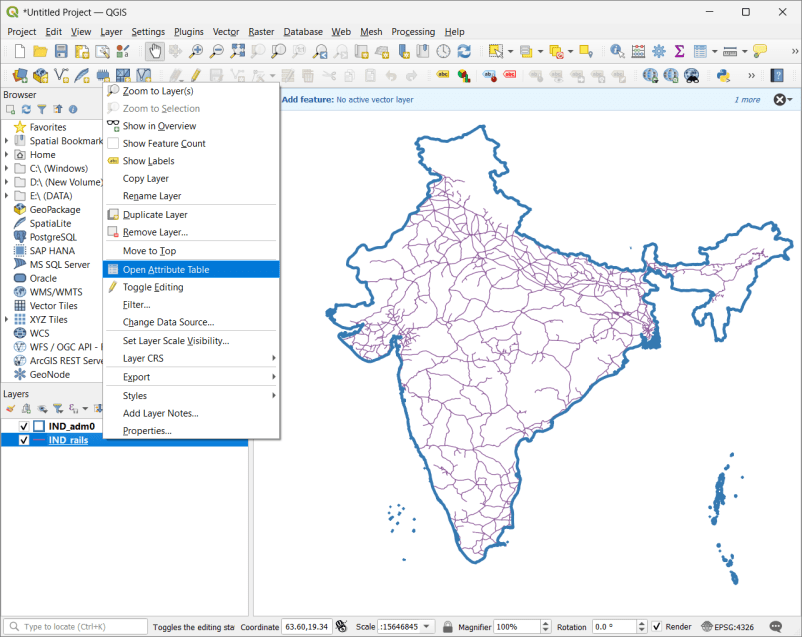 *Untitled Project — QGIS
Project Edit View Layer Settings Plugins Vector Raster Database Web Mesh Processing Help
Browser
Favorites
Spatial Bookmark
Home
C:\ (Windows)
D:\ (New Volume)
E:\ (DATA)
GeoPackage
SpatiaLite
PostgreSQL
SAP HANA
MS SQL Server
Oracle
WMS/WMTS
Vector Tiles
XYZ Tiles
WCS
WFS / OGC API - F
ArcGIS REST Serve
GeoNode
Layers
IND_adm0
IND_rails
Zoom to Layer(s)
Zoom to Selection
Show in Overview
Show Feature Count
Show Labels
Copy Layer
Rename Layer
Duplicate Layer
Remove Layer...
Move to Top
Open Attribute Table
Toggle Editing
Filter...
Change Data Source...
Set Layer Scale Visibility...
Layer CRS
Export
Styles
Add Layer Notes...
Properties...
Add feature: No active vector layer 1 more
Type to locate (Ctrl+K) Toggles the editing sta Coordinate 63.60,19.34 Scale :15646845 Magnifier 100% Rotation 0.0 ° Render EPSG:4326